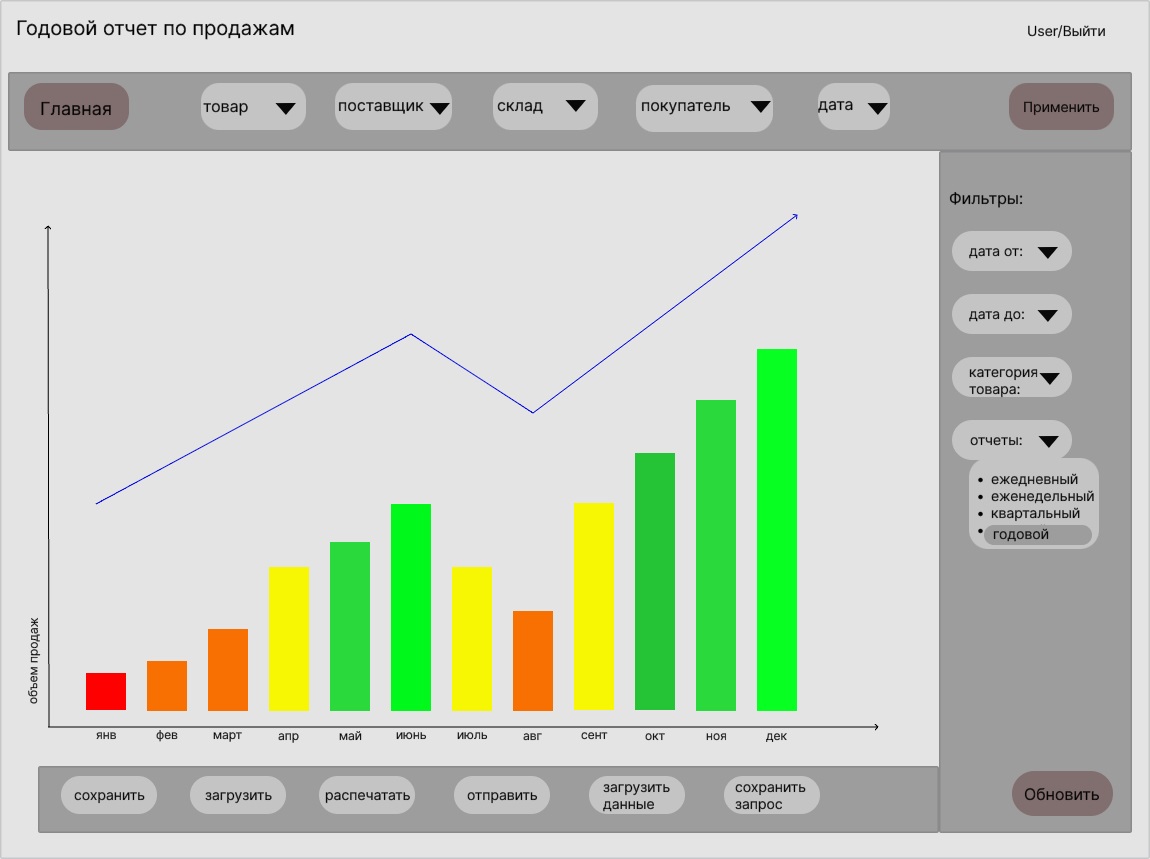 Годовой отчет по продажам
User/Выйти
Главная
товар
поставщик
склад
покупатель
дата
Применить
Фильтры:
дата от:
дата до:
категория
товара:
отчеты:
• ежедневный
• еженедельный
• квартальный
• годовой
объем продаж
янв фев март апр май июнь июль авг сент окт ноя дек
сохранить
загрузить
распечатать
отправить
загрузить
данные
сохранить
запрос
Обновить